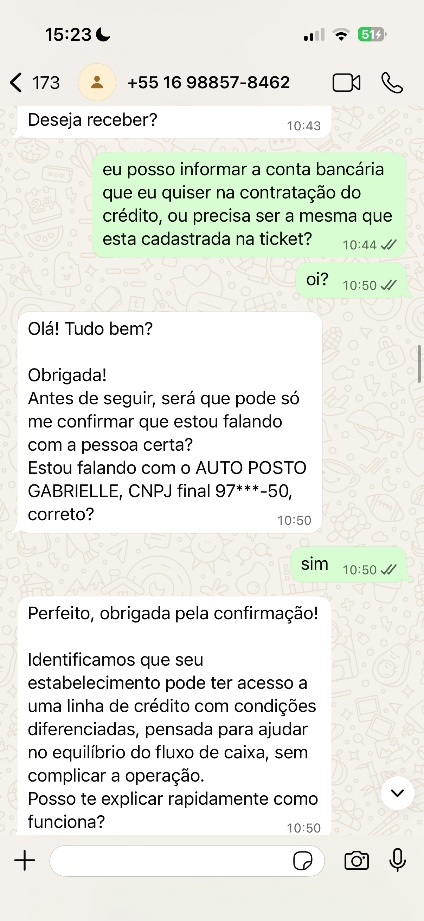 15:23
51
173
+55 16 98857-8462
Deseja receber?
10:43
eu posso informar a conta bancária
que eu quiser na contratação do
crédito, ou precisa ser a mesma que
esta cadastrada na ticket?
10:44
oi?
10:50
Olá! Tudo bem?
Obrigada!
Antes de seguir, será que pode só
me confirmar que estou falando
com a pessoa certa?
Estou falando com o AUTO POSTO
GABRIELLE, CNPJ final 97***-50,
correto?
10:50
sim
10:50
Perfeito, obrigada pela confirmação!
Identificamos que seu
estabelecimento pode ter acesso a
uma linha de crédito com condições
diferenciadas, pensada para ajudar
no equilíbrio do fluxo de caixa, sem
complicar a operação.
Posso te explicar rapidamente como
funciona?
10:50